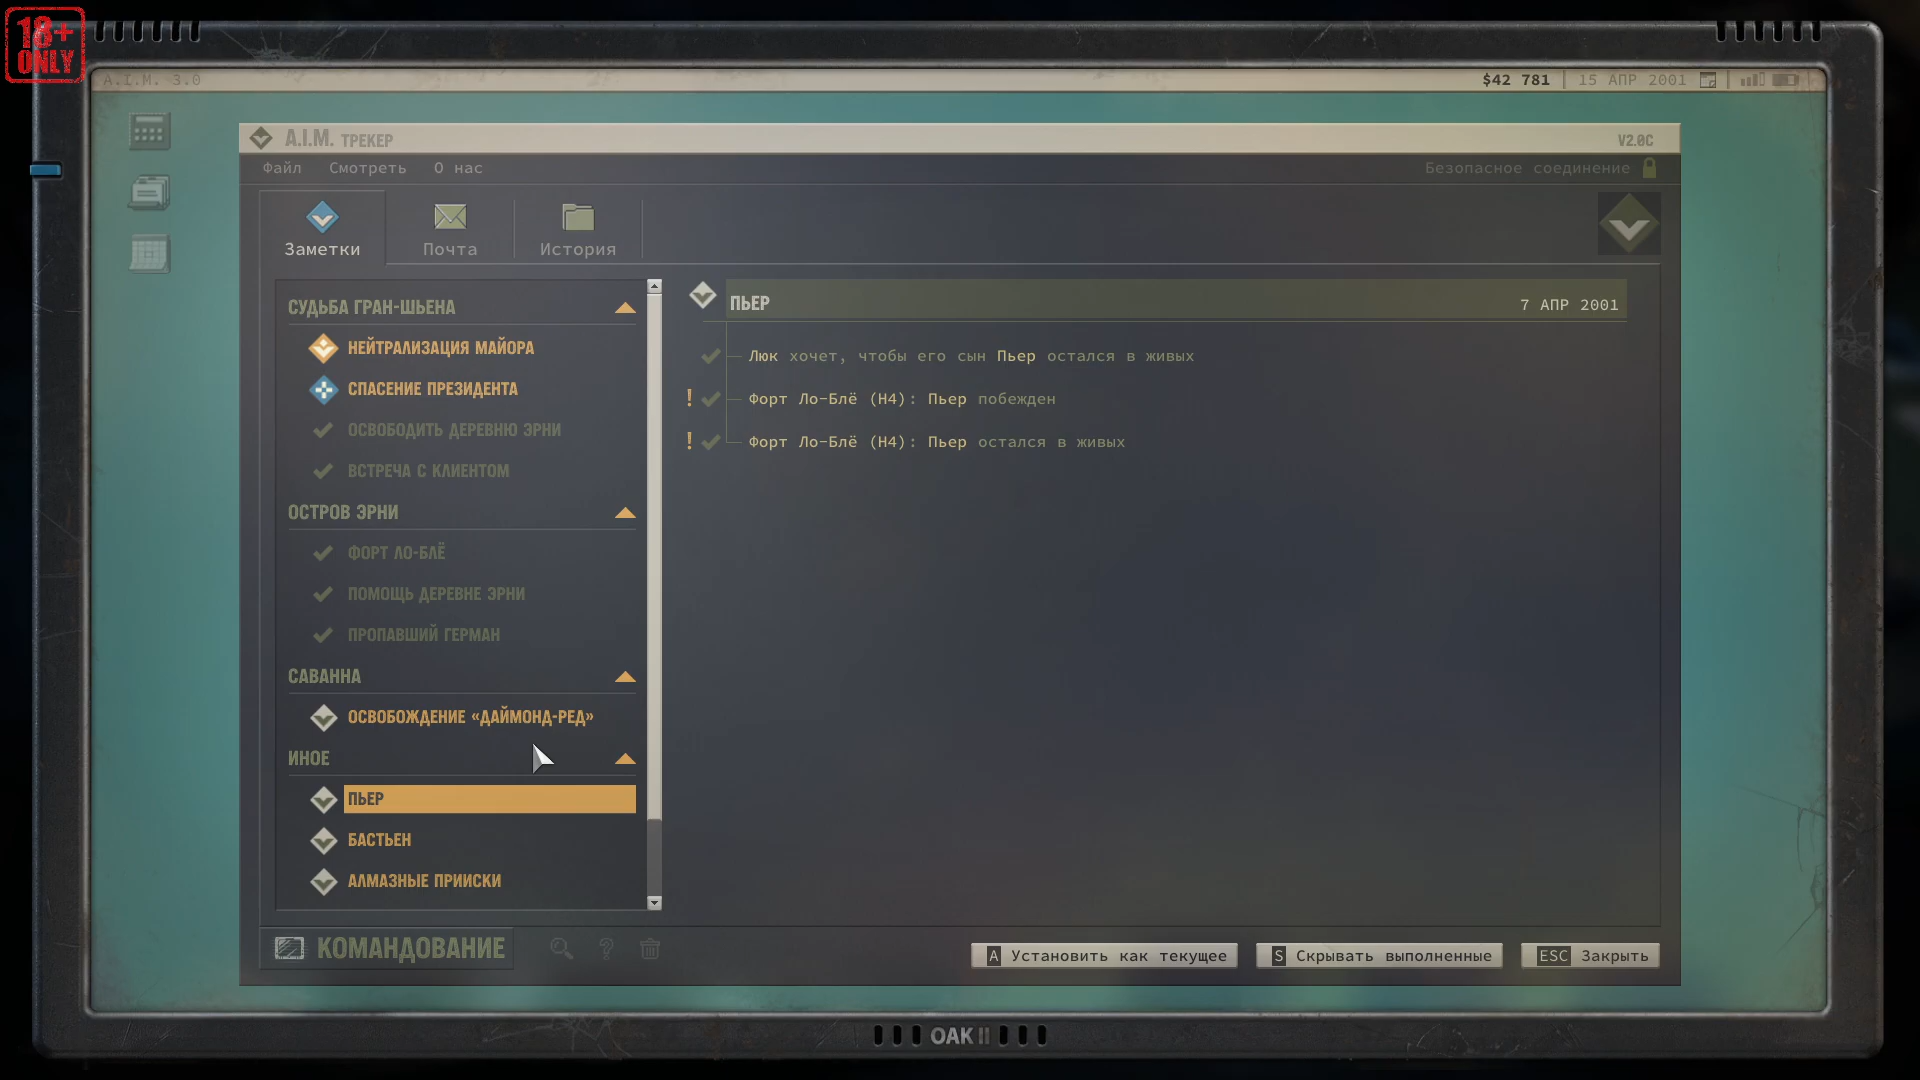 18+
ONLY
A.I.M. 3.0
$42 781
15 АПР 2001
A.I.M. ТРЕКЕР
V2.0C
Файл
Смотреть
О нас
Безопасное соединение
Заметки
Почта
История
СУДЬБА ГРАН-ШЬЕНА
НЕЙТРАЛИЗАЦИЯ МАЙОРА
СПАСЕНИЕ ПРЕЗИДЕНТА
ОСВОБОДИТЬ ДЕРЕВНЮ ЭРНИ
ВСТРЕЧА С КЛИЕНТОМ
ОСТРОВ ЭРНИ
ФОРТ ЛО-БЛЁ
ПОМОЩЬ ДЕРЕВНЕ ЭРНИ
ПРОПАВШИЙ ГЕРМАН
САВАННА
ОСВОБОЖДЕНИЕ «ДАЙМОНД-РЕД»
ИНОЕ
ПЬЕР
БАСТЬЕН
АЛМАЗНЫЕ ПРИИСКИ
ПЬЕР
7 АПР 2001
Люк хочет, чтобы его сын Пьер остался в живых
! Форт Ло-Блё (H4): Пьер побежден
! Форт Ло-Блё (H4): Пьер остался в живых
КОМАНДОВАНИЕ
?
A Установить как текущее
S Скрывать выполненные
ESC Закрыть
OAK II